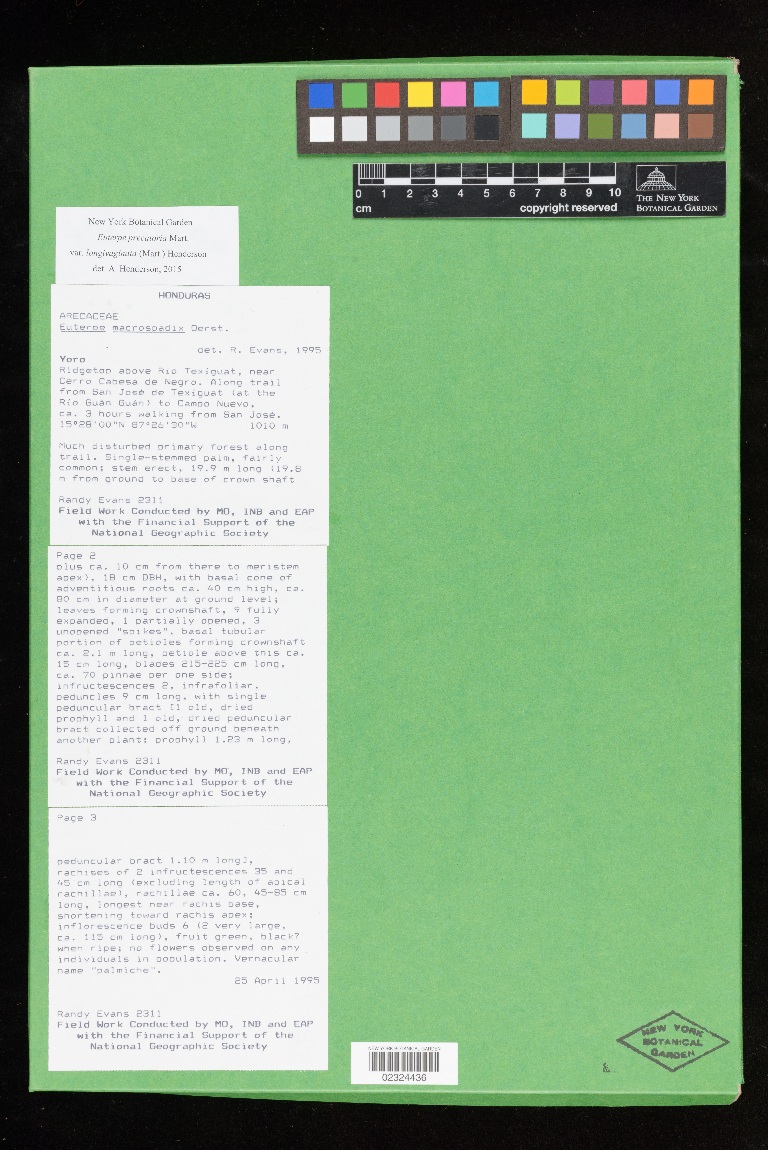 0 1 2 3 4 5 6 7 8 9 10
cm
copyright reserved
THE NEW YORK
BOTANICAL GARDEN
New York Botanical Garden
Euterpe precatoria Mart.
var. longivaginata (Mart.) Henderson
det. A. Henderson, 2015
HONDURAS
ARECACEAE
Euterpe macrospadix Oerst.
det. R. Evans, 1995
Yoro
Ridgetop above Río Texiguat, near
Cerro Cabesa de Negro. Along trail
from San José de Texiguat (at the
Río Guán Guán) to Campo Nuevo,
ca. 3 hours walking from San José.
15°28'00"N 87°26'30"W 1010 m
Much disturbed primary forest along
trail. Single-stemmed palm, fairly
common; stem erect, 19.9 m long (19.8
m from ground to base of crown shaft
Randy Evans 2311
Field Work Conducted by MO, INB and EAP
with the Financial Support of the
National Geographic Society
Page 2
plus ca. 10 cm from there to meristem
apex), 18 cm DBH, with basal cone of
adventitious roots ca. 40 cm high, ca.
80 cm in diameter at ground level;
leaves forming crownshaft, 9 fully
expanded, 1 partially opened, 3
unopened "spikes", basal tubular
portion of petioles forming crownshaft
ca. 2.1 m long, petiole above this ca.
15 cm long, blades 215-225 cm long,
ca. 70 pinnae per one side;
infructescences 2, infrafoliar,
peduncles 9 cm long, with single
peduncular bract [1 old, dried
prophyll and 1 old, dried peduncular
bract collected off ground beneath
another plant: prophyll 1.23 m long,
Randy Evans 2311
Field Work Conducted by MO, INB and EAP
with the Financial Support of the
National Geographic Society
Page 3
peduncular bract 1.10 m long],
rachises of 2 infructescences 35 and
45 cm long (excluding length of apical
rachillae), rachillae ca. 60, 45-85 cm
long, longest near rachis base,
shortening toward rachis apex;
inflorescence buds 6 (2 very large,
ca. 115 cm long), fruit green, black?
when ripe; no flowers observed on any
individuals in population. Vernacular
name "palmiche".
25 April 1995
Randy Evans 2311
Field Work Conducted by MO, INB and EAP
with the Financial Support of the
National Geographic Society
NEW YORK BOTANICAL GARDEN
02324436
NEW YORK
BOTANICAL
GARDEN